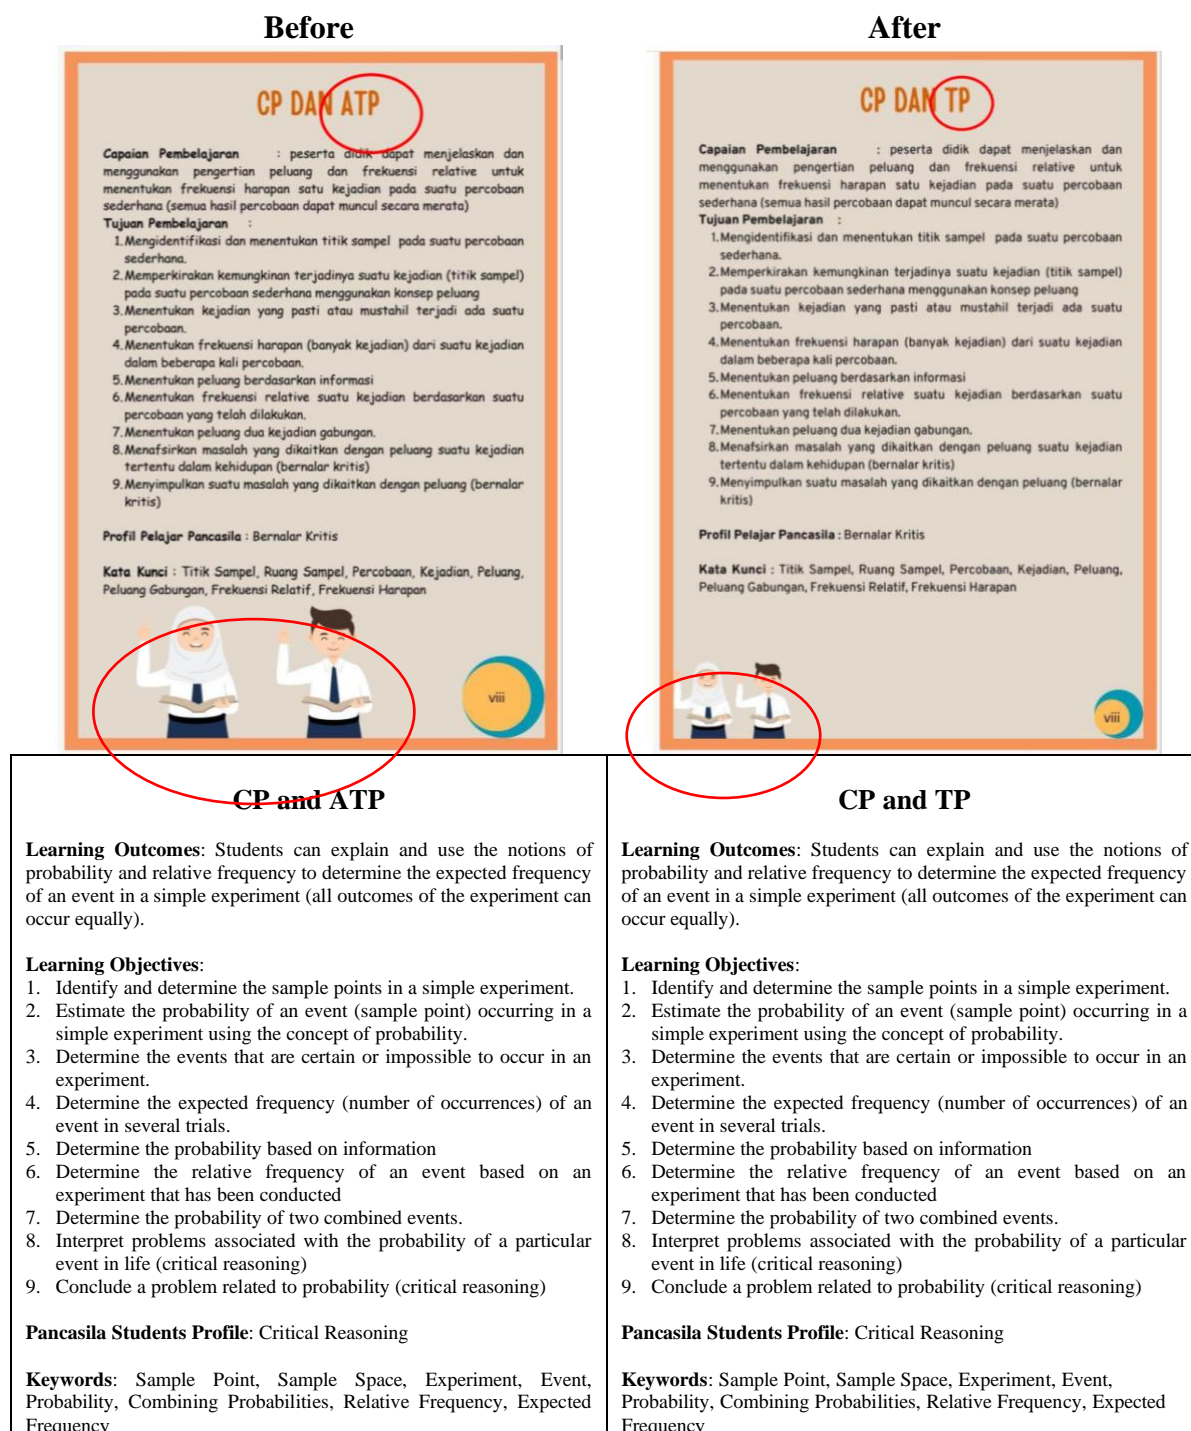 Before
CP DAN ATP
Capaian Pembelajaran : peserta didik dapat menjelaskan dan
menggunakan pengertian peluang dan frekuensi relative untuk
menentukan frekuensi harapan satu kejadian pada suatu percobaan
sederhana (semua hasil percobaan dapat muncul secara merata)
Tujuan Pembelajaran :
1. Mengidentifikasi dan menentukan titik sampel pada suatu percobaan
sederhana.
2. Memperkirakan kemungkinan terjadinya suatu kejadian (titik sampel)
pada suatu percobaan sederhana menggunakan konsep peluang
3. Menentukan kejadian yang pasti atau mustahil terjadi ada suatu
percobaan.
4. Menentukan frekuensi harapan (banyak kejadian) dari suatu kejadian
dalam beberapa kali percobaan.
5. Menentukan peluang berdasarkan informasi
6. Menentukan frekuensi relative suatu kejadian berdasarkan suatu
percobaan yang telah dilakukan.
7. Menentukan peluang dua kejadian gabungan.
8. Menafsirkan masalah yang dikaitkan dengan peluang suatu kejadian
tertentu dalam kehidupan (bernalar kritis)
9. Menyimpulkan suatu masalah yang dikaitkan dengan peluang (bernalar
kritis)
Profil Pelajar Pancasila : Bernalar Kritis
Kata Kunci : Titik Sampel, Ruang Sampel, Percobaan, Kejadian, Peluang,
Peluang Gabungan, Frekuensi Relatif, Frekuensi Harapan
viii
After
CP DAN TP
Capaian Pembelajaran : peserta didik dapat menjelaskan dan
menggunakan pengertian peluang dan frekuensi relative untuk
menentukan frekuensi harapan satu kejadian pada suatu percobaan
sederhana (semua hasil percobaan dapat muncul secara merata)
Tujuan Pembelajaran :
1. Mengidentifikasi dan menentukan titik sampel pada suatu percobaan
sederhana.
2. Memperkirakan kemungkinan terjadinya suatu kejadian (titik sampel)
pada suatu percobaan sederhana menggunakan konsep peluang
3. Menentukan kejadian yang pasti atau mustahil terjadi ada suatu
percobaan.
4. Menentukan frekuensi harapan (banyak kejadian) dari suatu kejadian
dalam beberapa kali percobaan.
5. Menentukan peluang berdasarkan informasi
6. Menentukan frekuensi relative suatu kejadian berdasarkan suatu
percobaan yang telah dilakukan.
7. Menentukan peluang dua kejadian gabungan.
8. Menafsirkan masalah yang dikaitkan dengan peluang suatu kejadian
tertentu dalam kehidupan (bernalar kritis)
9. Menyimpulkan suatu masalah yang dikaitkan dengan peluang (bernalar
kritis)
Profil Pelajar Pancasila : Bernalar Kritis
Kata Kunci : Titik Sampel, Ruang Sampel, Percobaan, Kejadian, Peluang,
Peluang Gabungan, Frekuensi Relatif, Frekuensi Harapan
viii
CP and ATP
Learning Outcomes: Students can explain and use the notions of
probability and relative frequency to determine the expected frequency
of an event in a simple experiment (all outcomes of the experiment can
occur equally).
Learning Objectives:
1. Identify and determine the sample points in a simple experiment.
2. Estimate the probability of an event (sample point) occurring in a
simple experiment using the concept of probability.
3. Determine the events that are certain or impossible to occur in an
experiment.
4. Determine the expected frequency (number of occurrences) of an
event in several trials.
5. Determine the probability based on information
6. Determine the relative frequency of an event based on an
experiment that has been conducted
7. Determine the probability of two combined events.
8. Interpret problems associated with the probability of a particular
event in life (critical reasoning)
9. Conclude a problem related to probability (critical reasoning)
Pancasila Students Profile: Critical Reasoning
Keywords: Sample Point, Sample Space, Experiment, Event,
Probability, Combining Probabilities, Relative Frequency, Expected
Frequency
CP and TP
Learning Outcomes: Students can explain and use the notions of
probability and relative frequency to determine the expected frequency
of an event in a simple experiment (all outcomes of the experiment can
occur equally).
Learning Objectives:
1. Identify and determine the sample points in a simple experiment.
2. Estimate the probability of an event (sample point) occurring in a
simple experiment using the concept of probability.
3. Determine the events that are certain or impossible to occur in an
experiment.
4. Determine the expected frequency (number of occurrences) of an
event in several trials.
5. Determine the probability based on information
6. Determine the relative frequency of an event based on an
experiment that has been conducted
7. Determine the probability of two combined events.
8. Interpret problems associated with the probability of a particular
event in life (critical reasoning)
9. Conclude a problem related to probability (critical reasoning)
Pancasila Students Profile: Critical Reasoning
Keywords: Sample Point, Sample Space, Experiment, Event,
Probability, Combining Probabilities, Relative Frequency, Expected
Frequency